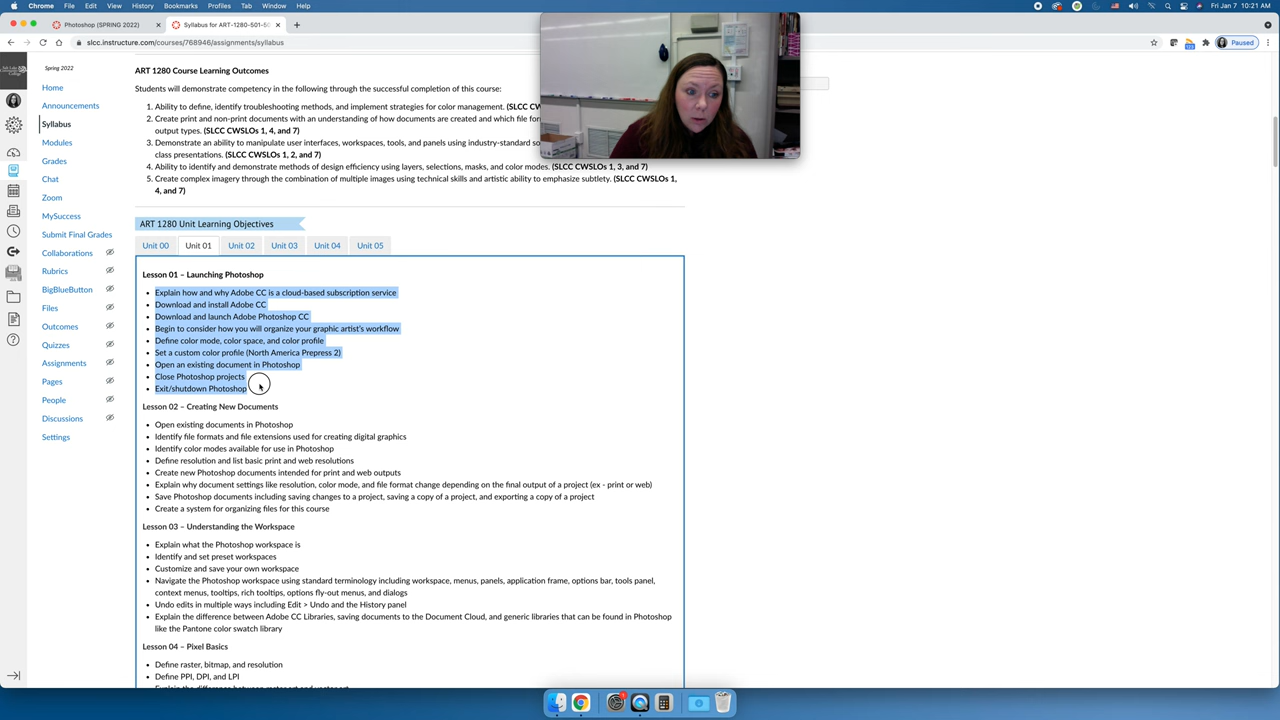 Chrome File Edit View History Bookmarks Profiles Tab Window Help Fri Jan 7 10:21 AM
Photoshop (SPRING 2022) Syllabus for ART-1280-501-50
slcc.instructure.com/courses/768946/assignments/syllabus Paused
Spring 2022
Home
Announcements
Syllabus
Modules
Grades
Chat
Zoom
MySuccess
Submit Final Grades
Collaborations
Rubrics
BigBlueButton
Files
Outcomes
Quizzes
Assignments
Pages
People
Discussions
Settings
ART 1280 Course Learning Outcomes
Students will demonstrate competency in the following through the successful completion of this course:
1. Ability to define, identify troubleshooting methods, and implement strategies for color management. (SLCC CW
2. Create print and non-print documents with an understanding of how documents are created and which file for
output types. (SLCC CWSLOs 1, 4, and 7)
3. Demonstrate an ability to manipulate user interfaces, workspaces, tools, and panels using industry-standard so
class presentations. (SLCC CWSLOs 1, 2, and 7)
4. Ability to identify and demonstrate methods of design efficiency using layers, selections, masks, and color modes. (SLCC CWSLOs 1, 3, and 7)
5. Create complex imagery through the combination of multiple images using technical skills and artistic ability to emphasize subtlety. (SLCC CWSLOs 1,
4, and 7)
ART 1280 Unit Learning Objectives
Unit 00 Unit 01 Unit 02 Unit 03 Unit 04 Unit 05
Lesson 01 – Launching Photoshop
• Explain how and why Adobe CC is a cloud-based subscription service
• Download and install Adobe CC
• Download and launch Adobe Photoshop CC
• Begin to consider how you will organize your graphic artist's workflow
• Define color mode, color space, and color profile
• Set a custom color profile (North America Prepress 2)
• Open an existing document in Photoshop
• Close Photoshop projects
• Exit/shutdown Photoshop
Lesson 02 – Creating New Documents
• Open existing documents in Photoshop
• Identify file formats and file extensions used for creating digital graphics
• Identify color modes available for use in Photoshop
• Define resolution and list basic print and web resolutions
• Create new Photoshop documents intended for print and web outputs
• Explain why document settings like resolution, color mode, and file format change depending on the final output of a project (ex - print or web)
• Save Photoshop documents including saving changes to a project, saving a copy of a project, and exporting a copy of a project
• Create a system for organizing files for this course
Lesson 03 – Understanding the Workspace
• Explain what the Photoshop workspace is
• Identify and set preset workspaces
• Customize and save your own workspace
• Navigate the Photoshop workspace using standard terminology including workspace, menus, panels, application frame, options bar, tools panel,
context menus, tooltips, rich tooltips, options fly-out menus, and dialogs
• Undo edits in multiple ways including Edit > Undo and the History panel
• Explain the difference between Adobe CC Libraries, saving documents to the Document Cloud, and generic libraries that can be found in Photoshop
like the Pantone color swatch library
Lesson 04 – Pixel Basics
• Define raster, bitmap, and resolution
• Define PPI, DPI, and LPI